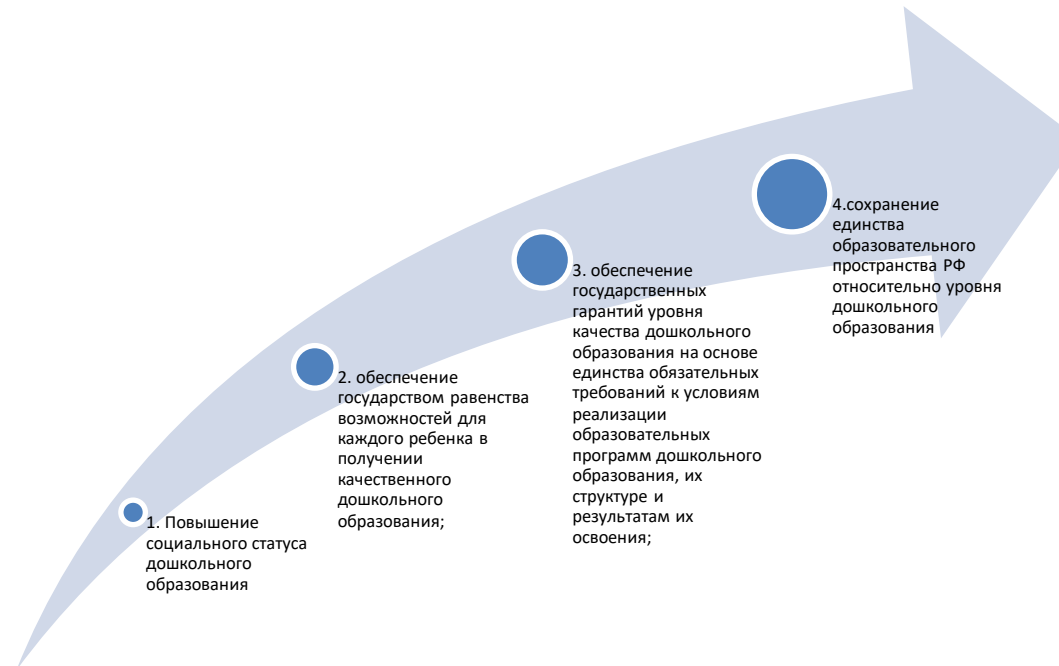 1. Повышение
социального статуса
дошкольного
образования
2. обеспечение
государством равенства
возможностей для
каждого ребенка в
получении
качественного
дошкольного
образования;
3. обеспечение
государственных
гарантий уровня
качества дошкольного
образования на основе
единства обязательных
требований к условиям
реализации
образовательных
программ дошкольного
образования, их
структуре и
результатам их
освоения;
4.сохранение
единства
образовательного
пространства РФ
относительно уровня
дошкольного
образования